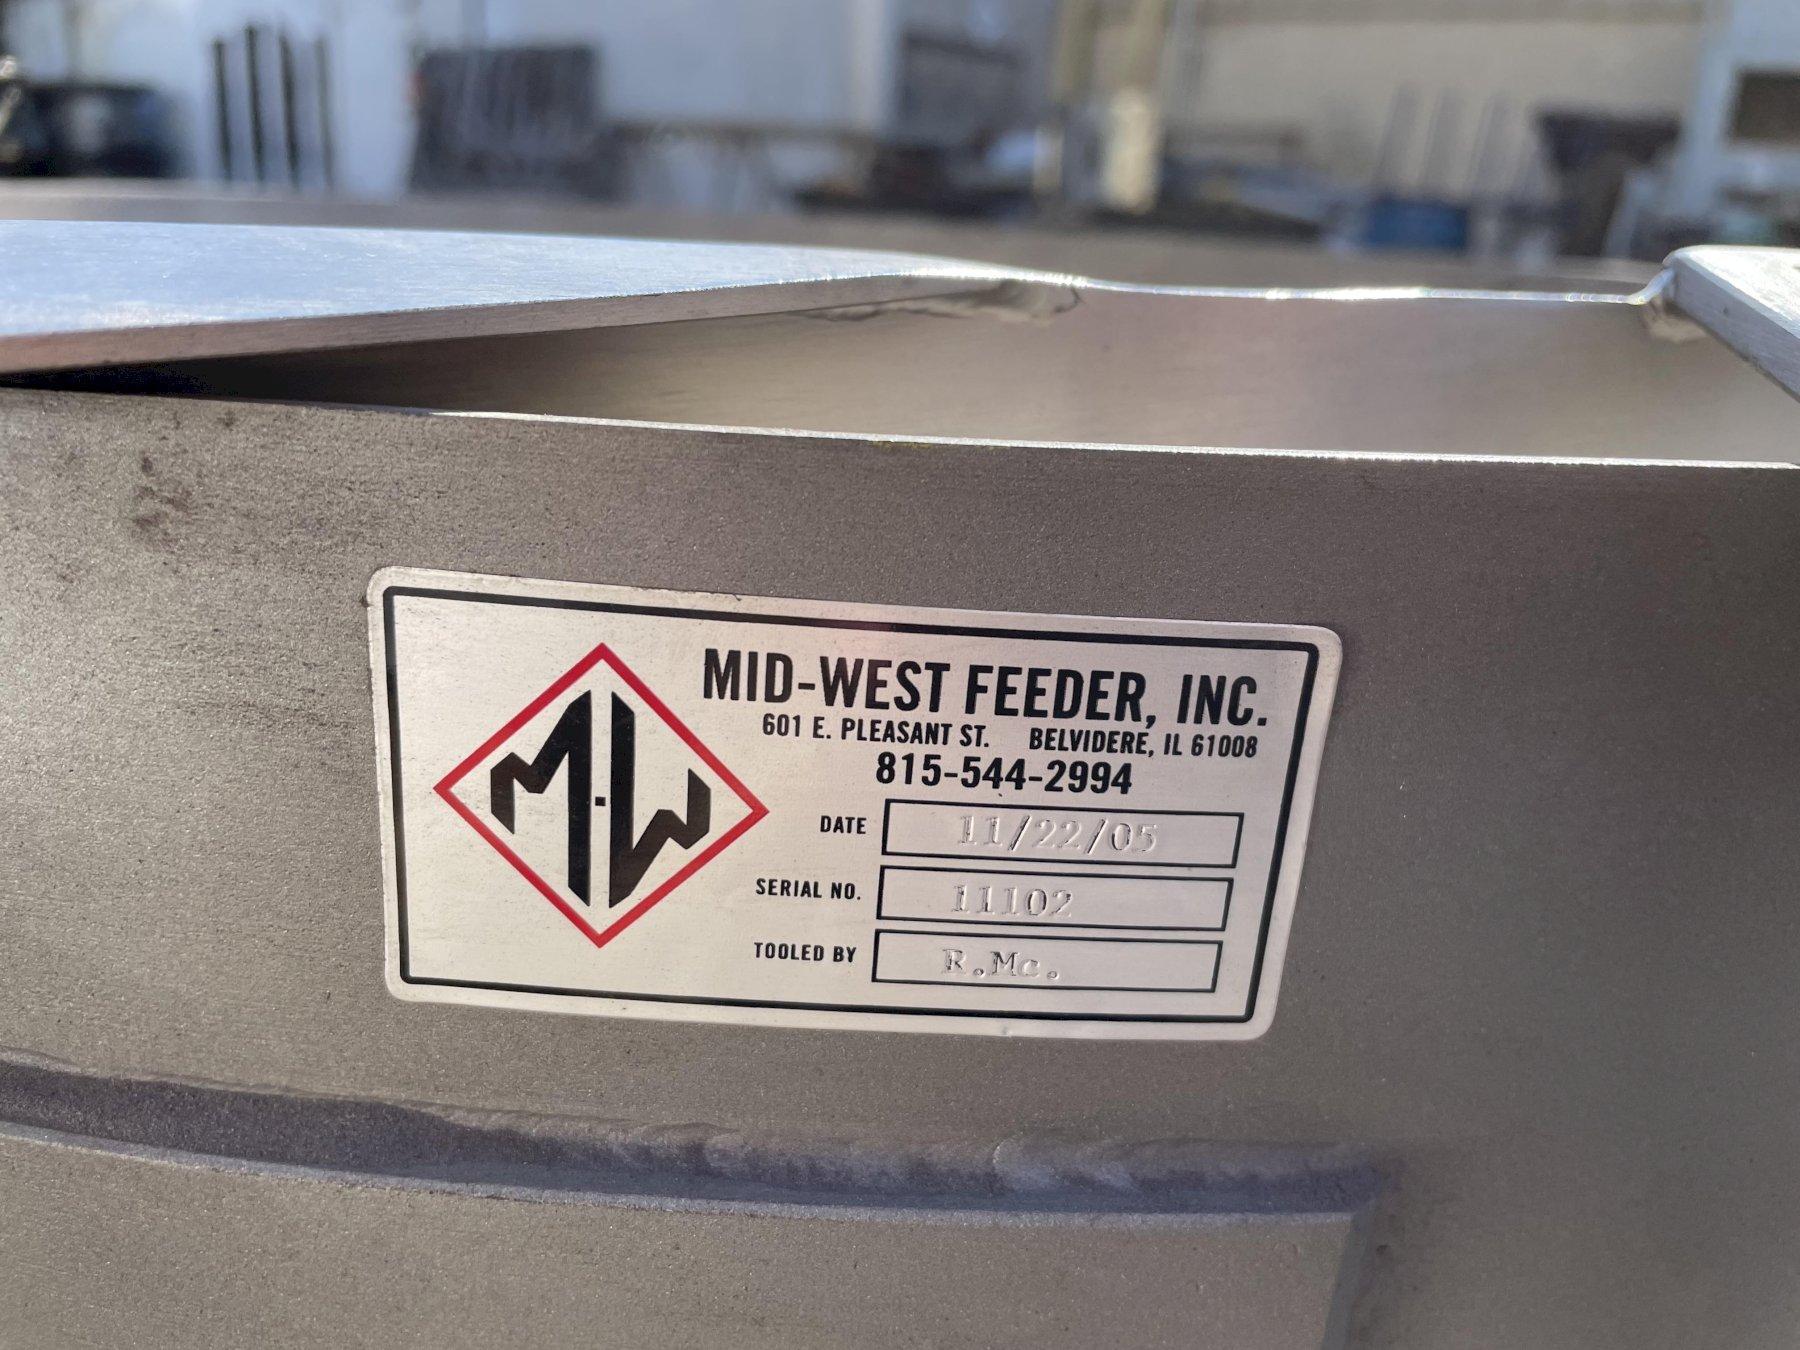 MID-WEST FEEDER, INC.
601 E. PLEASANT ST. BELVIDERE, IL 61008
815-544-2994
M.W
DATE 11/22/05
SERIAL NO. 11102
TOOLED BY R.Mc.